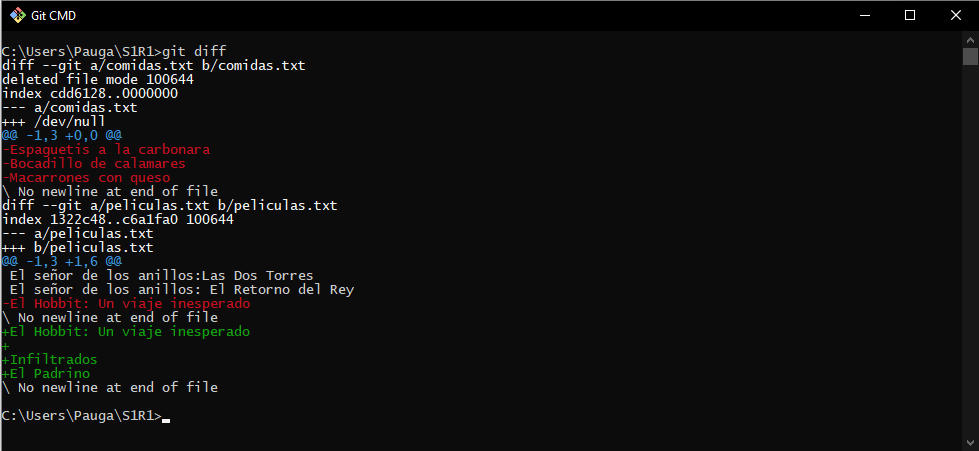 Git CMD
C:\Users\Pauga\S1R1>git diff
diff --git a/comidas.txt b/comidas.txt
deleted file mode 100644
index cdd6128..0000000
--- a/comidas.txt
+++ /dev/null
@@ -1,3 +0,0 @@
-Espaguetis a la carbonara
-Bocadillo de calamares
-Macarrones con queso
\ No newline at end of file
diff --git a/peliculas.txt b/peliculas.txt
index 1322c48..c6a1fa0 100644
--- a/peliculas.txt
+++ b/peliculas.txt
@@ -1,3 +1,6 @@
 El señor de los anillos:Las Dos Torres
 El señor de los anillos: El Retorno del Rey
-El Hobbit: Un viaje inesperado
\ No newline at end of file
+El Hobbit: Un viaje inesperado
+
+Infiltrados
+El Padrino
\ No newline at end of file
C:\Users\Pauga\S1R1>